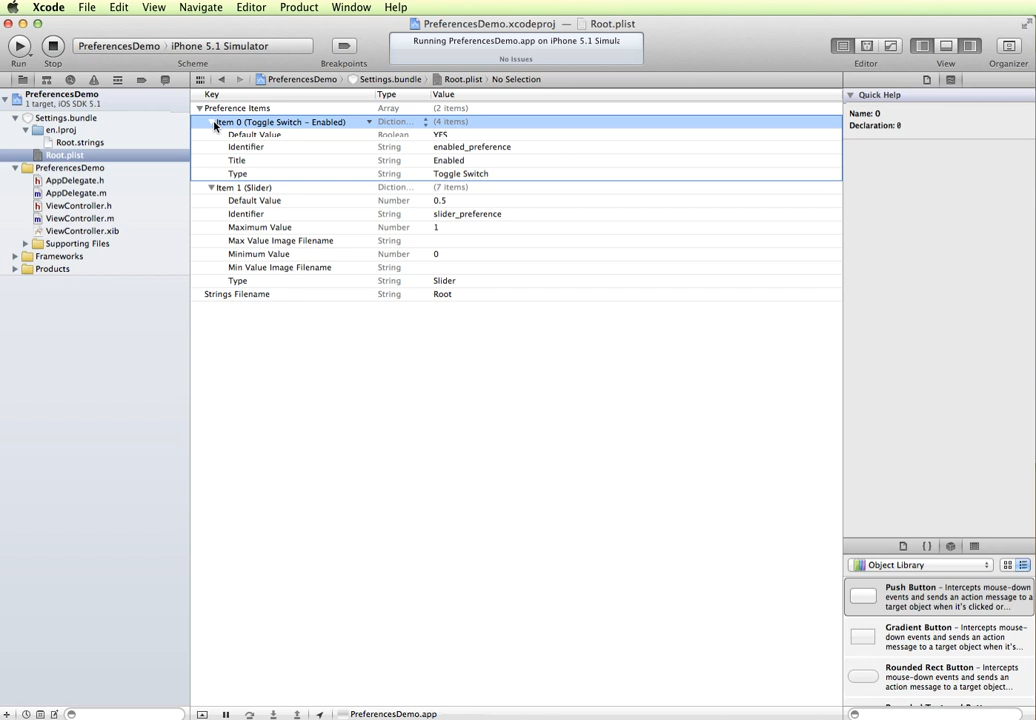 Xcode File Edit View Navigate Editor Product Window Help
PreferencesDemo.xcodeproj — Root.plist
PreferencesDemo › iPhone 5.1 Simulator
Running PreferencesDemo.app on iPhone 5.1 Simula
No Issues
Run Stop Scheme Breakpoints Editor View Organizer
PreferencesDemo › Settings.bundle › Root.plist › No Selection
PreferencesDemo
1 target, iOS SDK 5.1
Settings.bundle
en.lproj
Root.strings
Root.plist
PreferencesDemo
AppDelegate.h
AppDelegate.m
ViewController.h
ViewController.m
ViewController.xib
Supporting Files
Frameworks
Products
Key Type Value
Preference Items Array (2 items)
Item 0 (Toggle Switch – Enabled) Diction... (4 items)
Default Value Boolean YES
Identifier String enabled_preference
Title String Enabled
Type String Toggle Switch
Item 1 (Slider) Diction... (7 items)
Default Value Number 0.5
Identifier String slider_preference
Maximum Value Number 1
Max Value Image Filename String
Minimum Value Number 0
Min Value Image Filename String
Type String Slider
Strings Filename String Root
Quick Help
Name: 0
Declaration: 0
{ }
Object Library
Push Button – Intercepts mouse-down
events and sends an action message to a
target object when it's clicked or...
Gradient Button – Intercepts mouse-
down events and sends an action
message to a target object when it's...
Rounded Rect Button – Intercepts
mouse-down events and sends an
action message to a target object...
PreferencesDemo.app